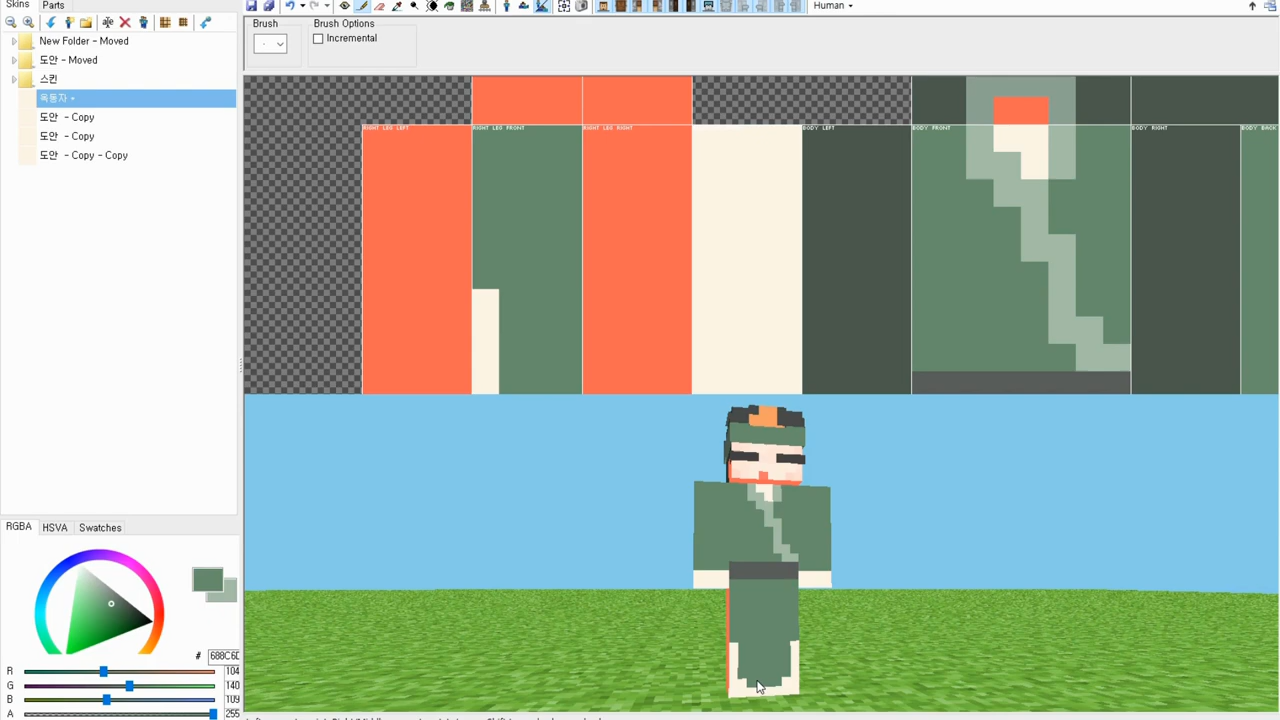 Skins
Parts
Human
Brush
Brush Options
Incremental
New Folder - Moved
도안 - Moved
스킨
옥동자 *
도안 - Copy
도안 - Copy
도안 - Copy - Copy
RIGHT LEG LEFT
RIGHT LEG FRONT
RIGHT LEG RIGHT
BODY LEFT
BODY FRONT
BODY RIGHT
BODY BACK
RGBA
HSVA
Swatches
# 688C6D
R 104
G 140
B 109
A 255